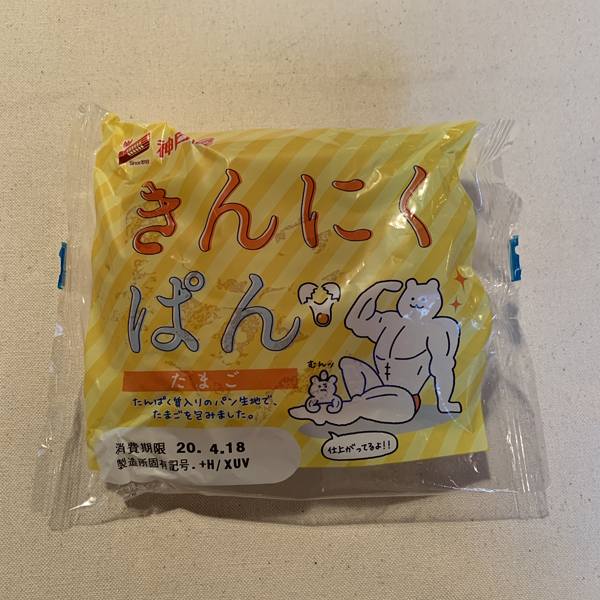 神戸屋
きんにく
ぱん
たまご
たんぱく質入りのパン生地で、
たまごを包みました。
むんッ
仕上がってるよ!!
消費期限 20. 4.18
製造所固有記号. +H/XUV